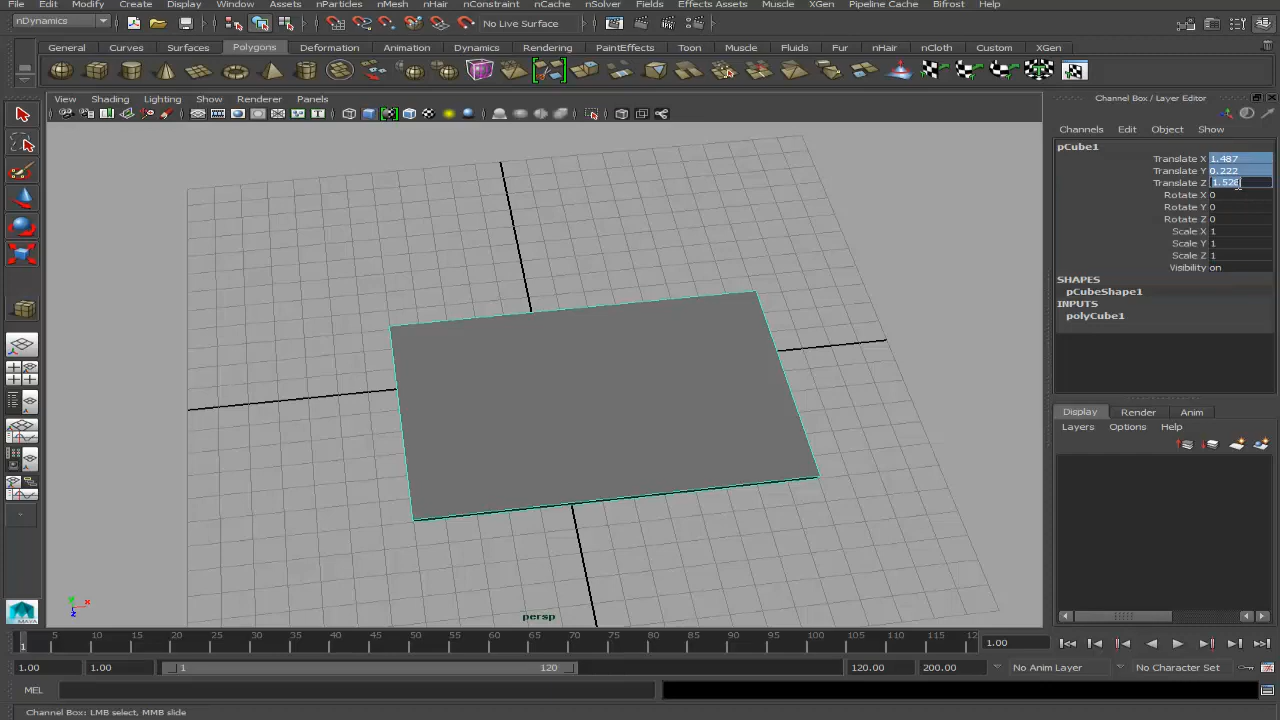 File Edit Modify Create Display Window Assets nParticles nMesh nHair nConstraint nCache nSolver Fields Effects Assets Muscle XGen Pipeline Cache Bifrost Help
nDynamics No Live Surface
General Curves Surfaces Polygons Deformation Animation Dynamics Rendering PaintEffects Toon Muscle Fluids Fur nHair nCloth Custom XGen
View Shading Lighting Show Renderer Panels
Channel Box / Layer Editor
Channels Edit Object Show
pCube1
Translate X 1.487
Translate Y 0.222
Translate Z 1.526
Rotate X 0
Rotate Y 0
Rotate Z 0
Scale X 1
Scale Y 1
Scale Z 1
Visibility on
SHAPES
pCubeShape1
INPUTS
polyCube1
Display Render Anim
Layers Options Help
y x z
persp
MAYA
1 5 10 15 20 25 30 35 40 45 50 55 60 65 70 75 80 85 90 95 100 105 110 115 12
1.00
1.00 1.00 1 120 120.00 200.00 No Anim Layer No Character Set
MEL
Channel Box: LMB select, MMB slide